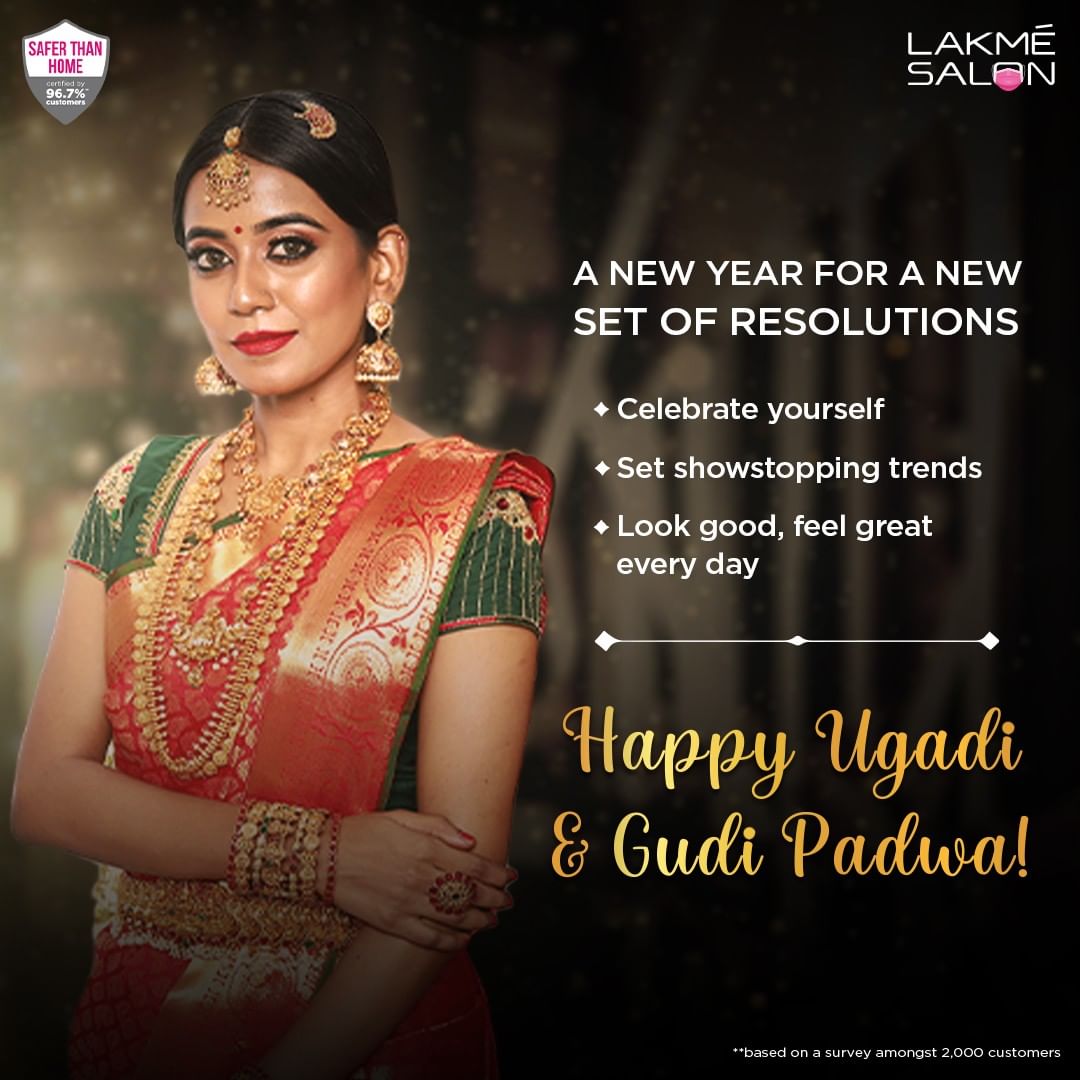 SAFER THAN
HOME
certified by
96.7%**
customers
LAKMÉ
SALON
A NEW YEAR FOR A NEW
SET OF RESOLUTIONS
Celebrate yourself
Set showstopping trends
Look good, feel great
every day
Happy Ugadi
& Gudi Padwa!
**based on a survey amongst 2,000 customers